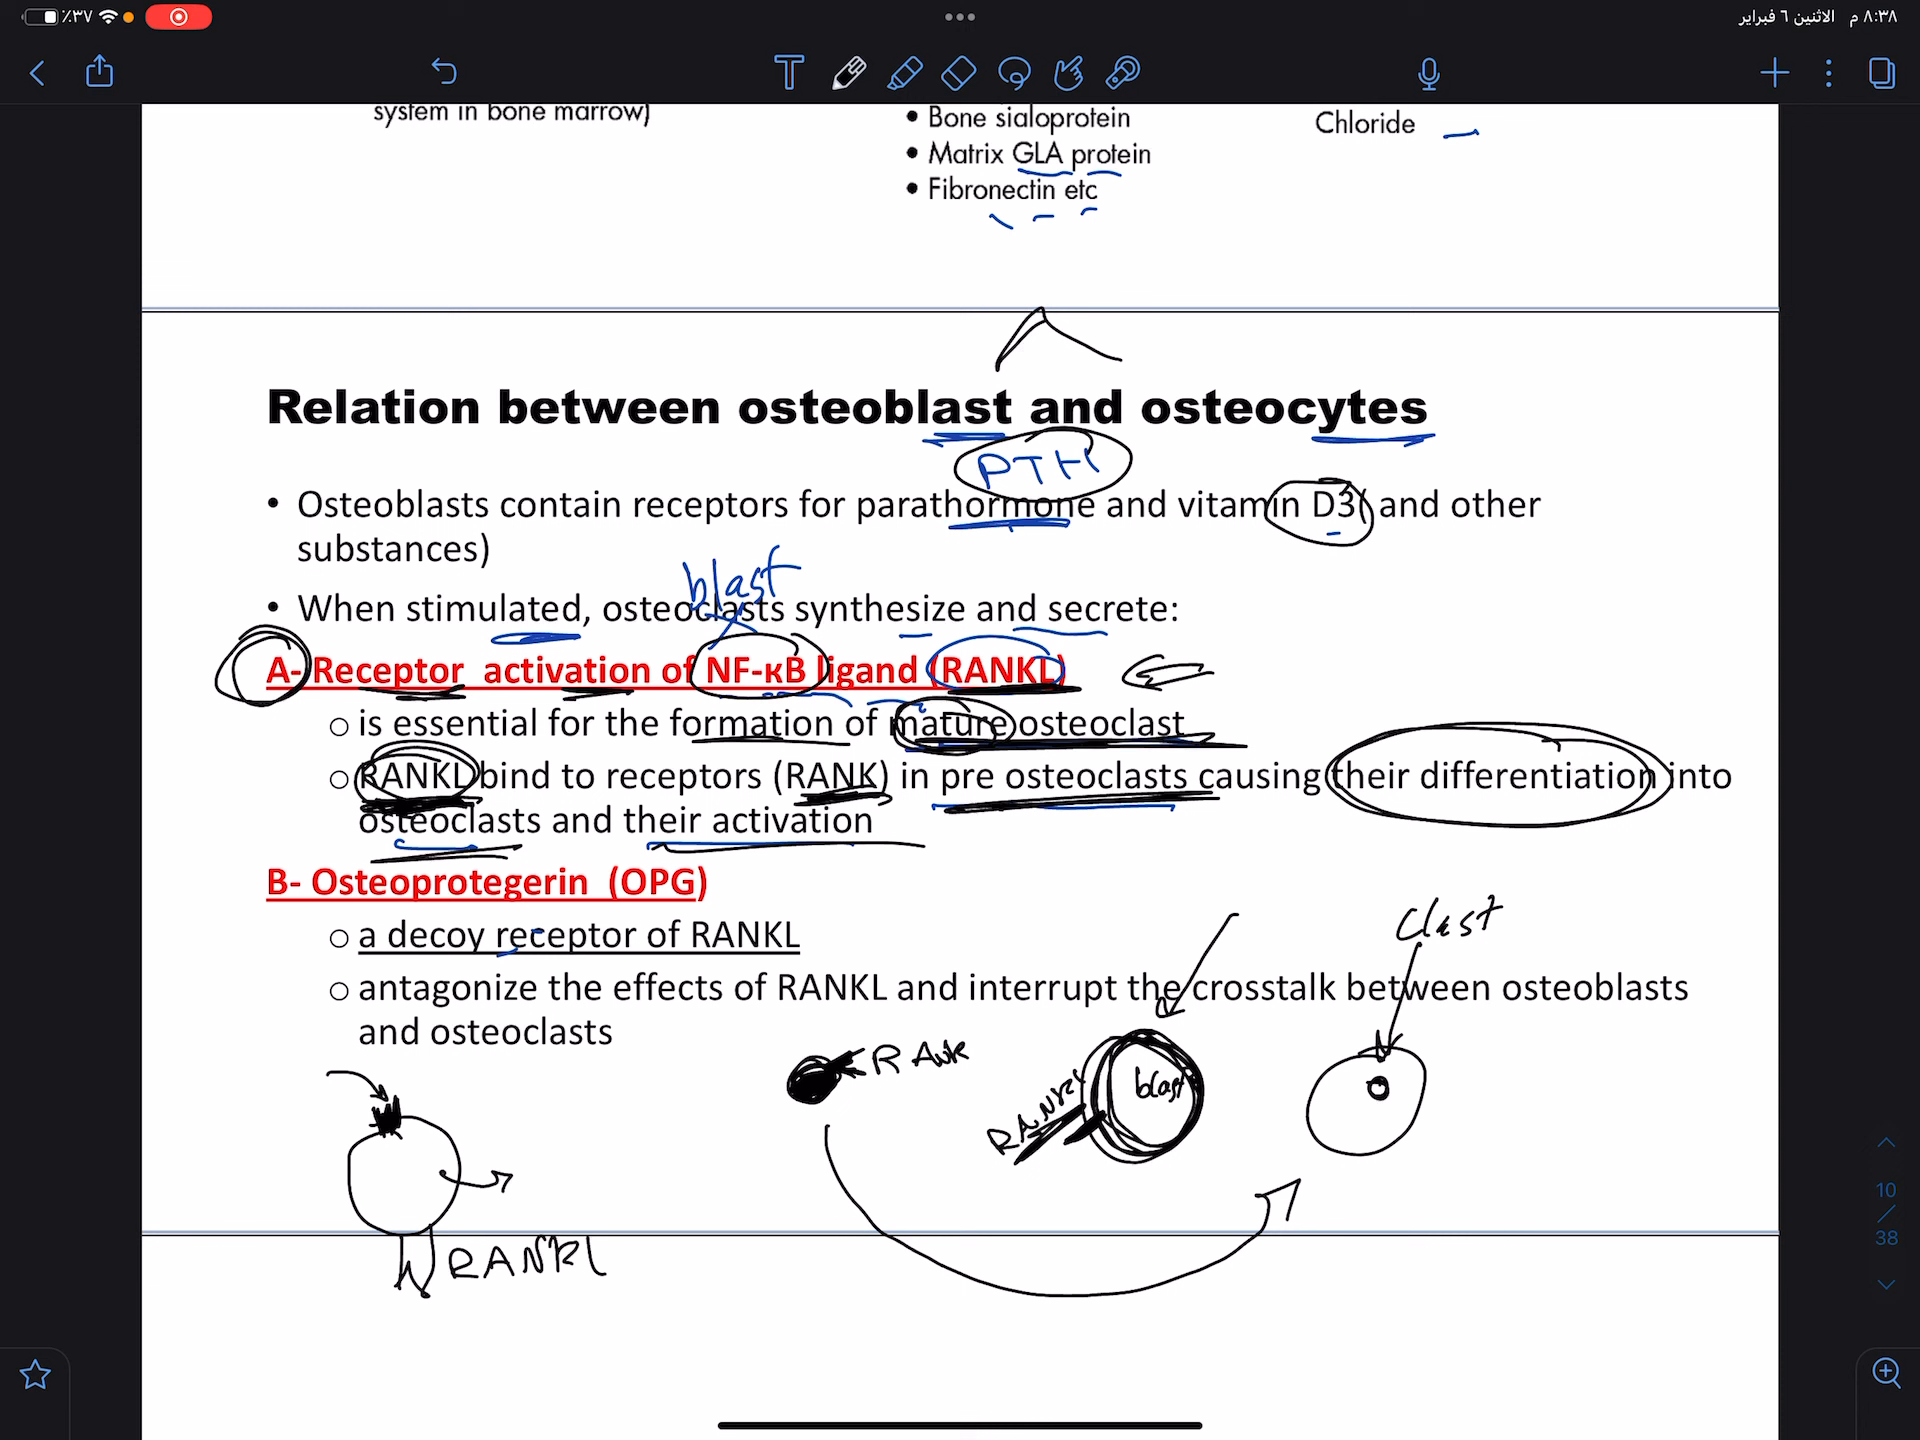 ٪٣٧
٨:٣٨ م الاثنين ٦ فبراير
system in bone marrow)
• Bone sialoprotein
• Matrix GLA protein
• Fibronectin etc
Chloride
Relation between osteoblast and osteocytes
PTH
• Osteoblasts contain receptors for parathormone and vitamin D3( and other
substances)
blast
• When stimulated, osteoclasts synthesize and secrete:
A- Receptor activation of NF-κB ligand (RANKL)
o is essential for the formation of mature osteoclast
o RANKL bind to receptors (RANK) in pre osteoclasts causing their differentiation into
osteoclasts and their activation
B- Osteoprotegerin (OPG)
Clast
o a decoy receptor of RANKL
o antagonize the effects of RANKL and interrupt the crosstalk between osteoblasts
and osteoclasts
RANK
blast
RANKL
RANKL
10
/
38